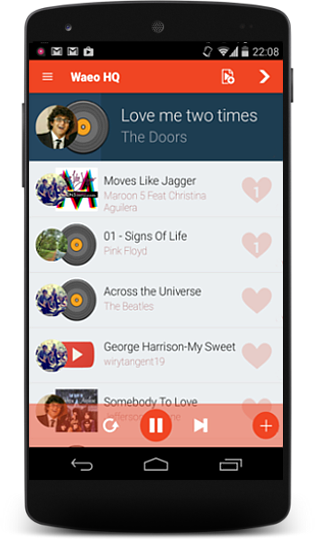 22:08
Waeo HQ
Love me two times
The Doors
Moves Like Jagger
Maroon 5 Feat Christina
Aguilera
1
01 - Signs Of Life
Pink Floyd
1
Across the Universe
The Beatles
George Harrison-My Sweet
wirytangent19
Somebody To Love